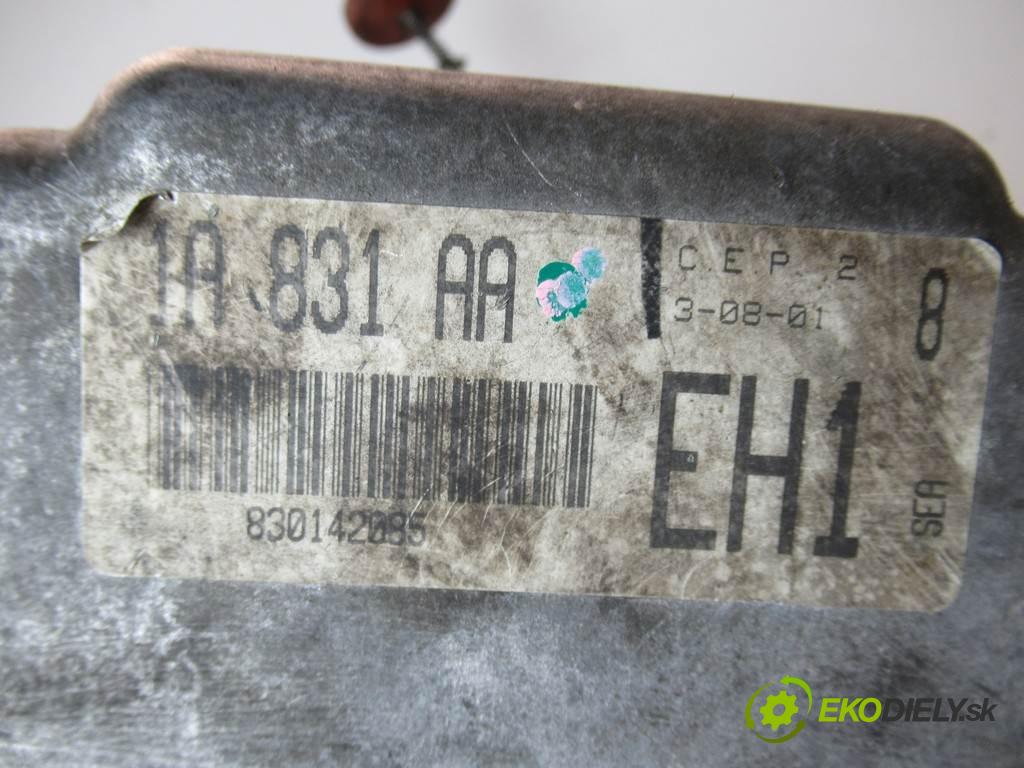 1A 831 AA
C.E.P 2
3-08-01
8
EH1
SEA
830142085
EKODIELY.sk